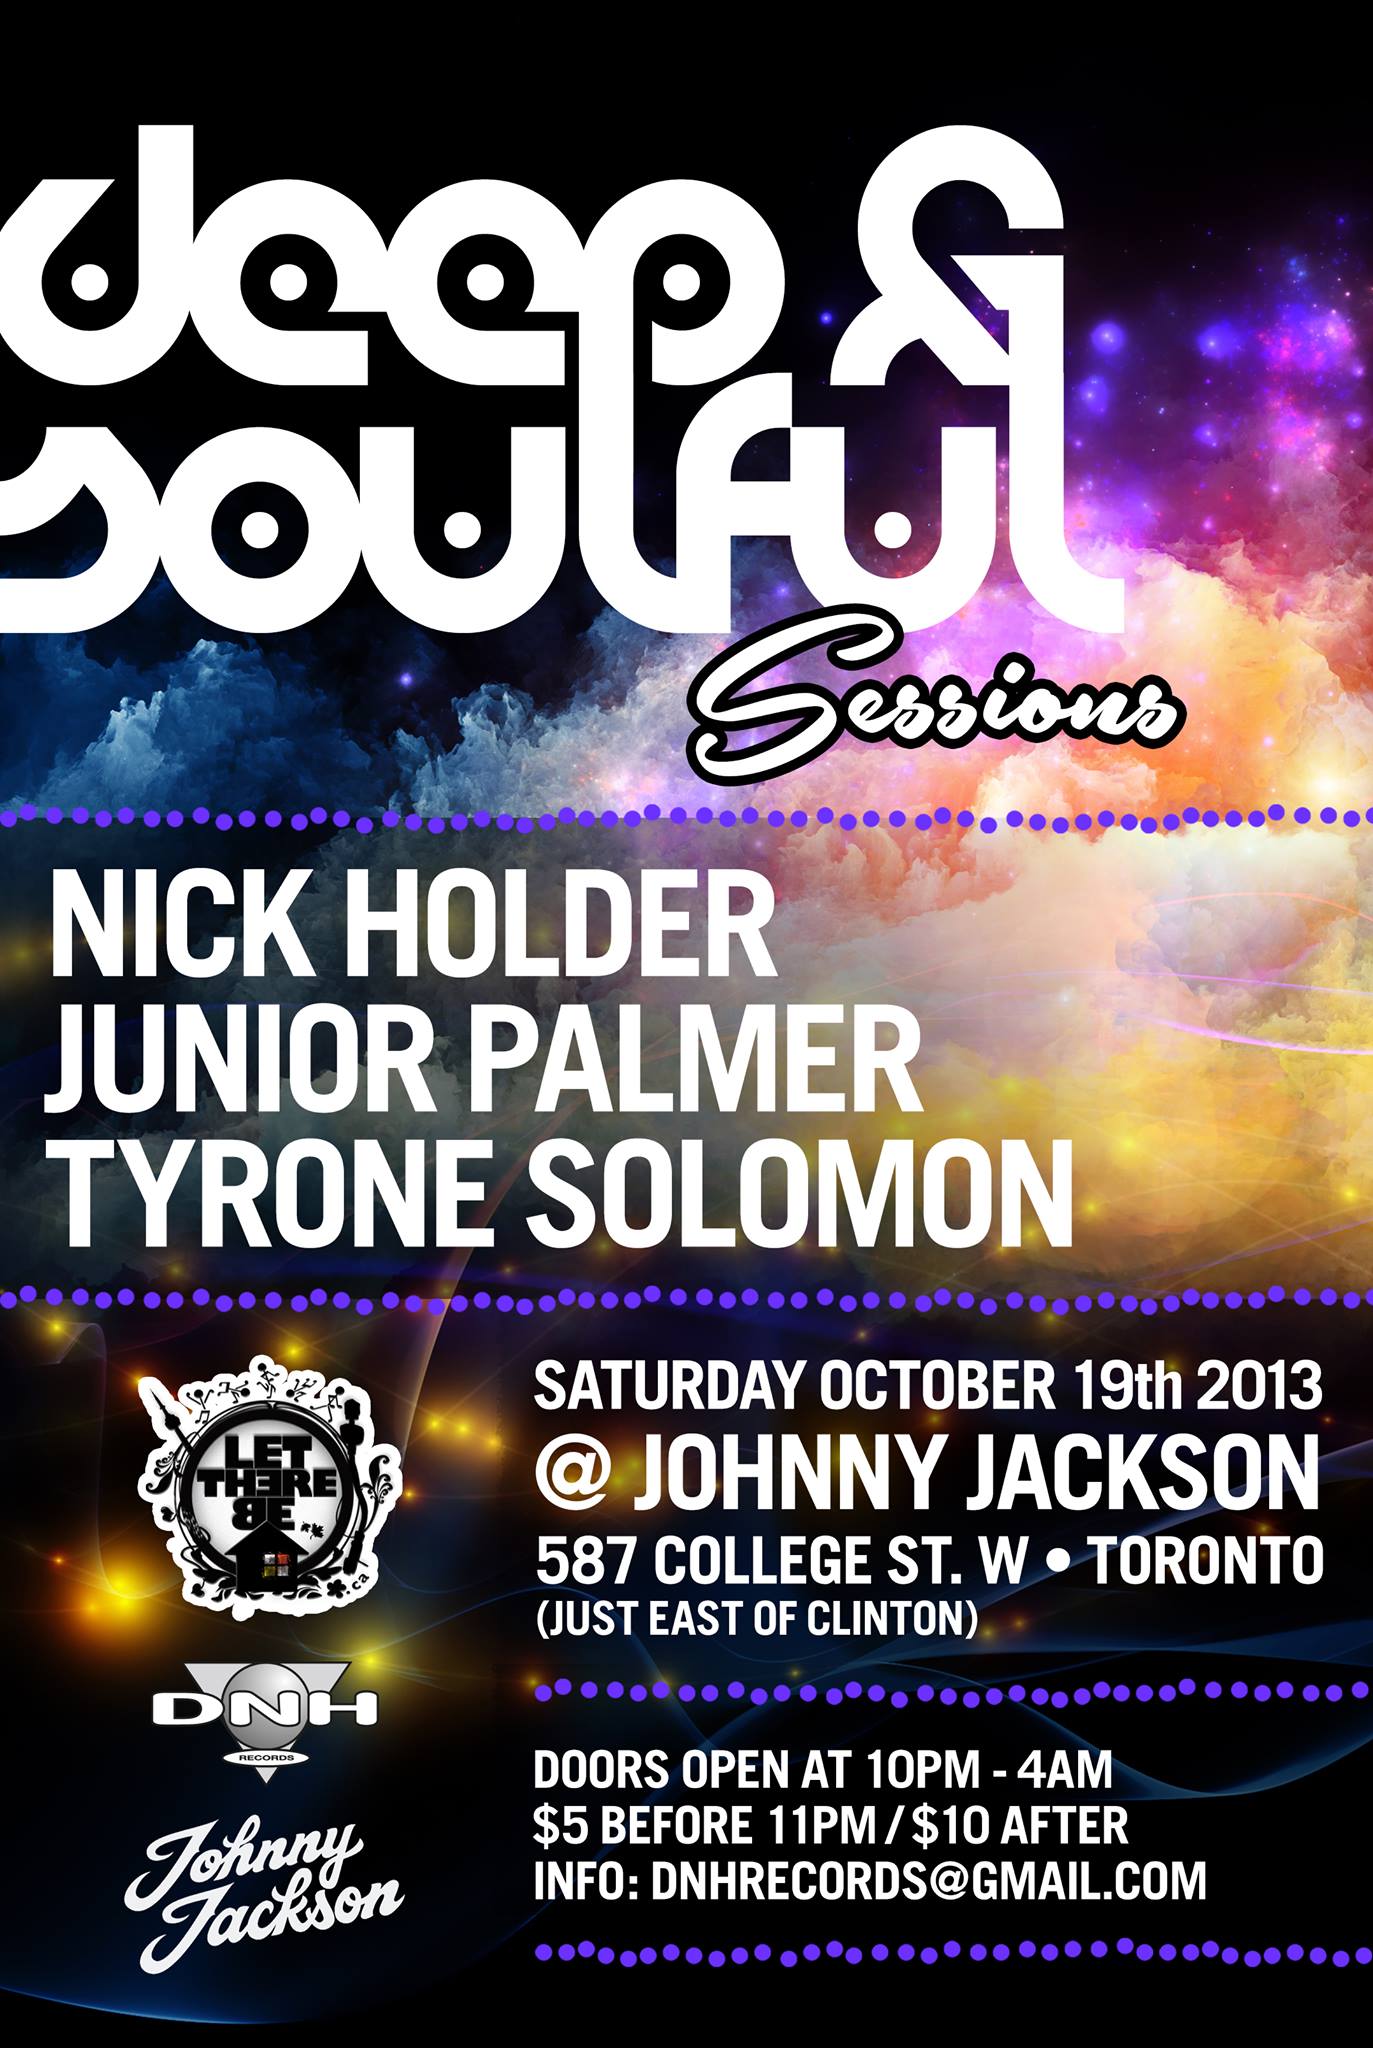 deep &
soulful
Sessions
NICK HOLDER
JUNIOR PALMER
TYRONE SOLOMON
LET
THERE
BE
.ca
DNH
RECORDS
Johnny
Jackson
SATURDAY OCTOBER 19th 2013
@ JOHNNY JACKSON
587 COLLEGE ST. W • TORONTO
(JUST EAST OF CLINTON)
DOORS OPEN AT 10PM - 4AM
$5 BEFORE 11PM / $10 AFTER
INFO: DNHRECORDS@GMAIL.COM